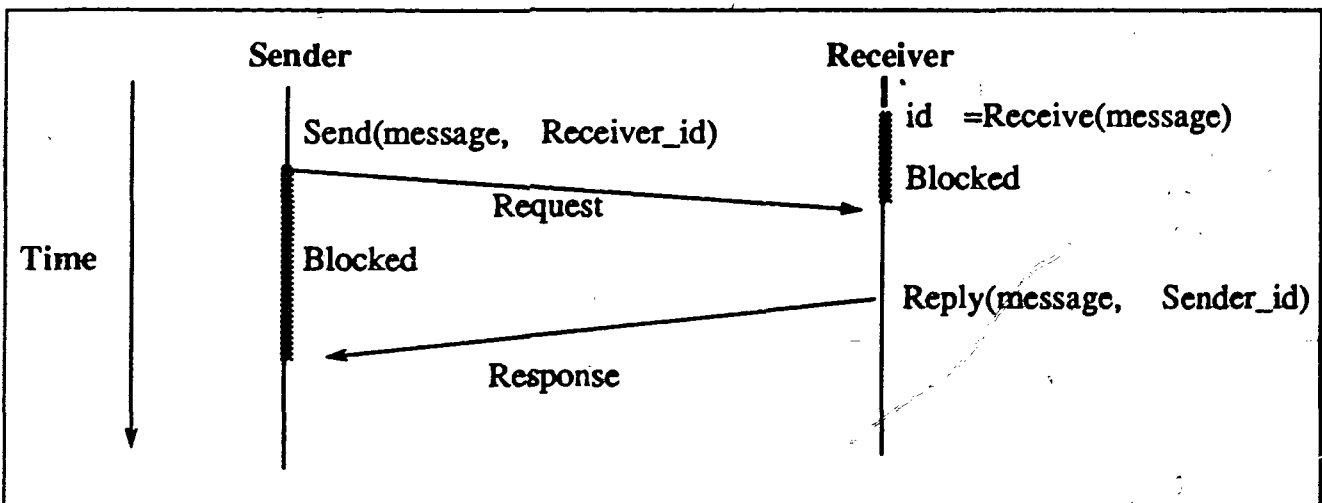 Sender
Receiver
Send(message, Receiver_id)
id =Receive(message)
Blocked
Request
Time
Blocked
Reply(message, Sender_id)
Response